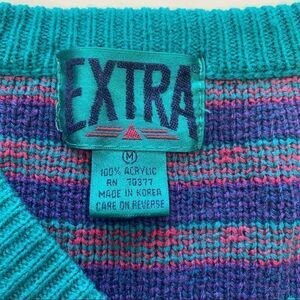 EXTRA
M
100% ACRYLIC
RN 70377
MADE IN KOREA
CARE ON REVERSE